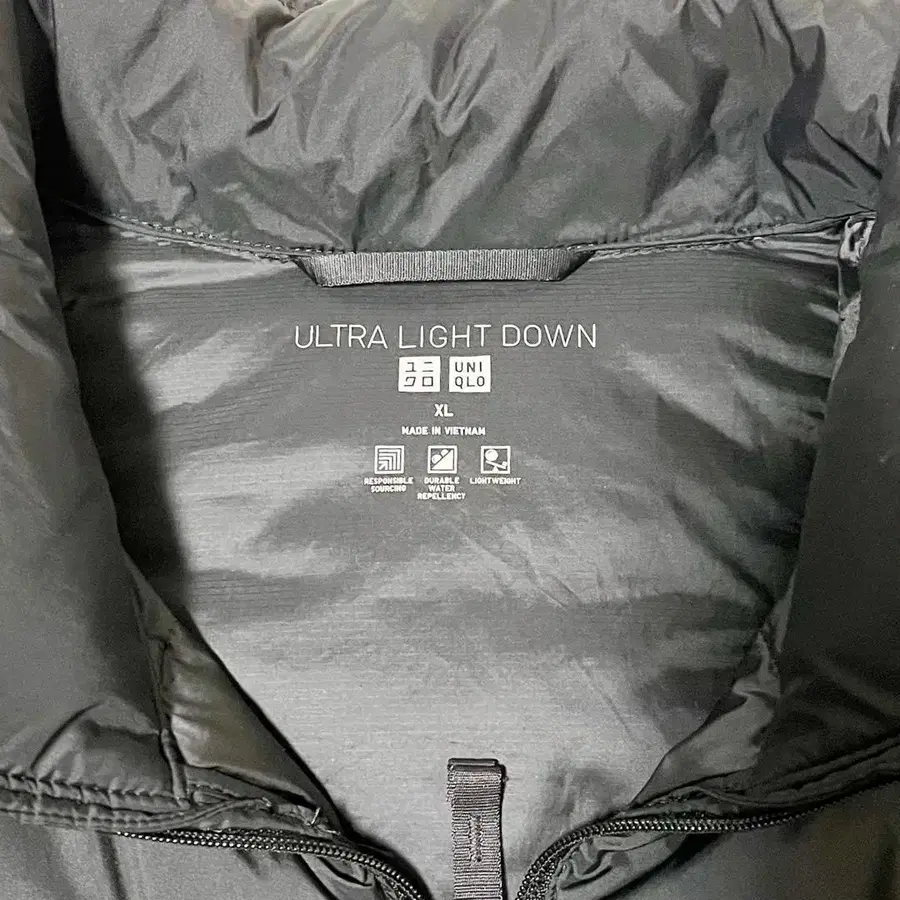 ULTRA LIGHT DOWN
ユニ UNI
クロ QLO
XL
MADE IN VIETNAM
RESPONSIBLE DURABLE LIGHTWEIGHT
SOURCING WATER
REPELLENCY